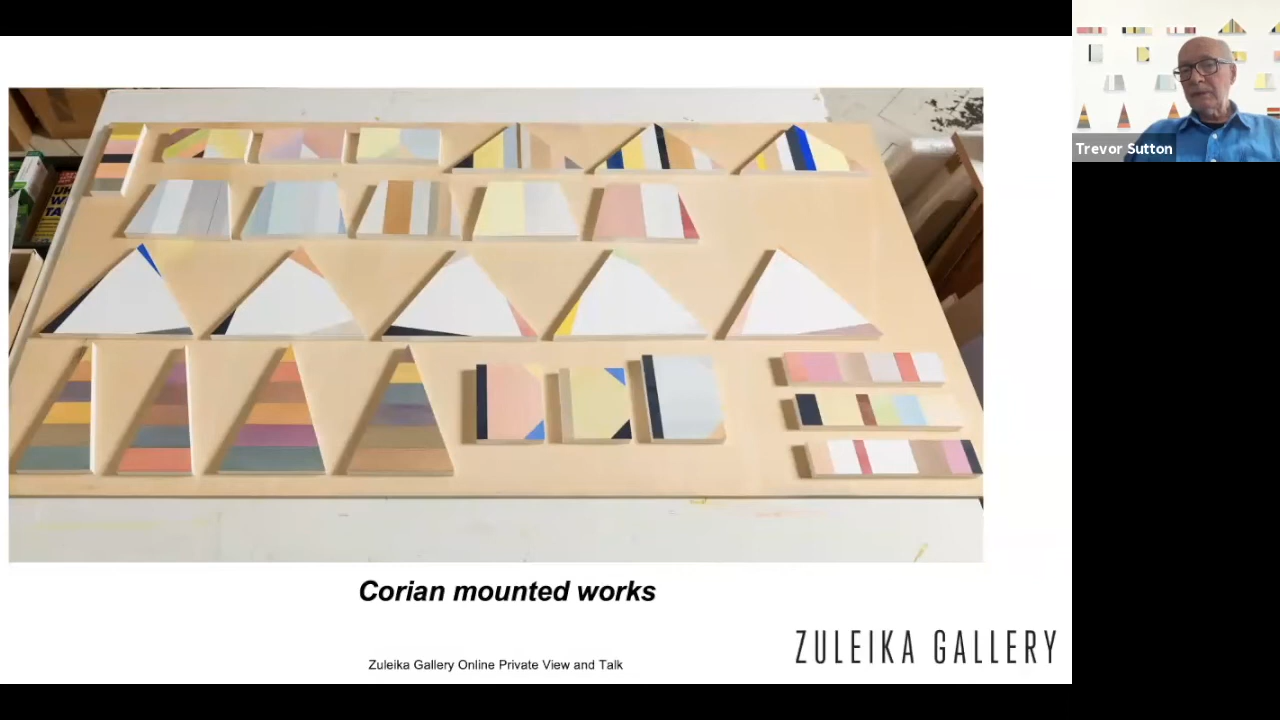 Trevor Sutton
Corian mounted works
ZULEIKA GALLERY
Zuleika Gallery Online Private View and Talk